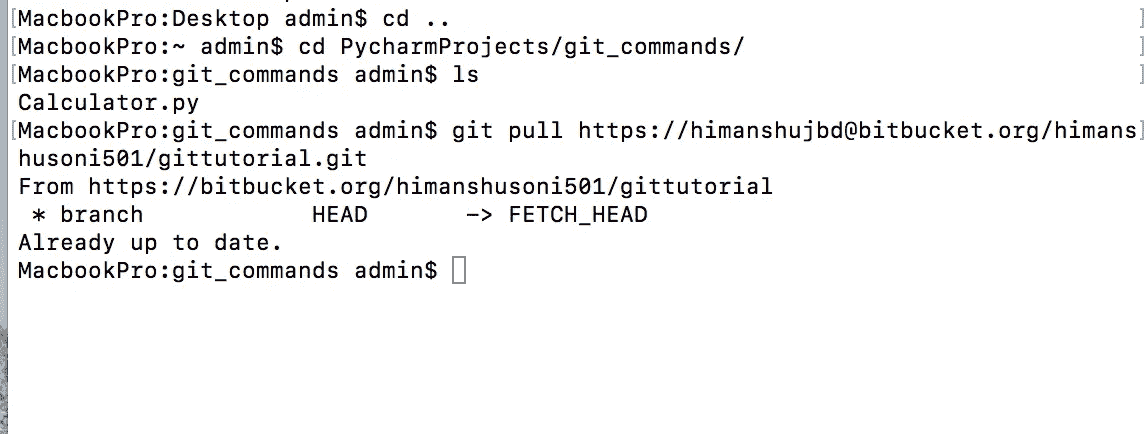 [MacbookPro:Desktop admin$ cd ..                                                 ]
[MacbookPro:~ admin$ cd PycharmProjects/git_commands/                            ]
[MacbookPro:git_commands admin$ ls                                               ]
Calculator.py
[MacbookPro:git_commands admin$ git pull https://himanshujbd@bitbucket.org/himans]
husoni501/gittutorial.git
From https://bitbucket.org/himanshusoni501/gittutorial
 * branch            HEAD       -> FETCH_HEAD
Already up to date.
MacbookPro:git_commands admin$